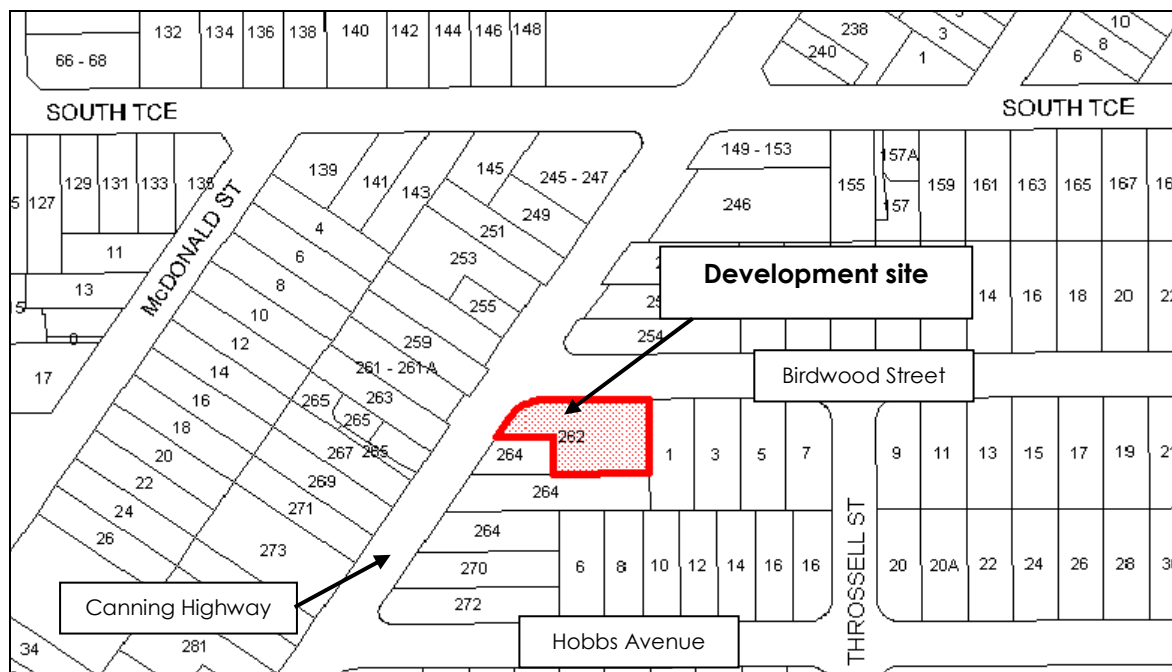 132 134 136 138 140 142 144 146 148
66 - 68
238
240
3
1
10
8
6
SOUTH TCE
SOUTH TCE
127 129 131 133 135
139
141
143
145
245 - 247
249
251
253
255
259
261 - 261A
263
265
265
265
267
269
271
273
281
149 - 153
246
155
157A
157
159 161 163 165 167
McDONALD ST
11
13
15
17
4
6
8
10
12
14
16
18
20
22
24
26
34
Development site
254
14 16 18 20
Birdwood Street
262
264
264
264
270
272
1 3 5 7
9 11 13 15 17 19
6 8 10 12 14 16 16
20 20A 22 24 26 28
THROSSELL ST
Canning Highway
Hobbs Avenue